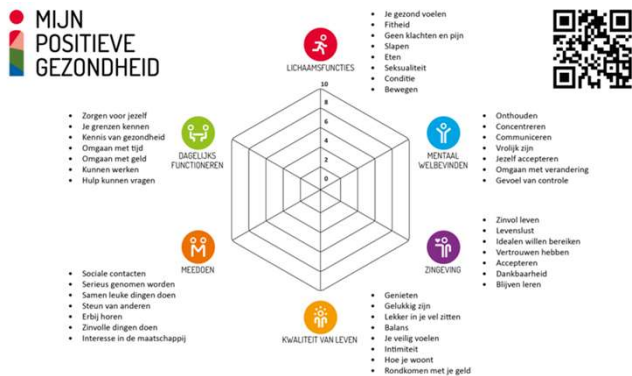 MIJN
POSITIEVE
GEZONDHEID
Je gezond voelen
Fitheid
Geen klachten en pijn
Slapen
Eten
Seksualiteit
Conditie
Bewegen
LICHAAMSFUNCTIES
10
8
6
4
2
0
Onthouden
Concentreren
Communiceren
Vrolijk zijn
Jezelf accepteren
Omgaan met verandering
Gevoel van controle
MENTAAL
WELBEVINDEN
Zinvol leven
Levenslust
Idealen willen bereiken
Vertrouwen hebben
Accepteren
Dankbaarheid
Blijven leren
ZINGEVING
Genieten
Gelukkig zijn
Lekker in je vel zitten
Balans
Je veilig voelen
Intimiteit
Hoe je woont
Rondkomen met je geld
KWALITEIT VAN LEVEN
Sociale contacten
Serieus genomen worden
Samen leuke dingen doen
Steun van anderen
Erbij horen
Zinvolle dingen doen
Interesse in de maatschappij
MEEDOEN
Zorgen voor jezelf
Je grenzen kennen
Kennis van gezondheid
Omgaan met tijd
Omgaan met geld
Kunnen werken
Hulp kunnen vragen
DAGELIJKS
FUNCTIONEREN